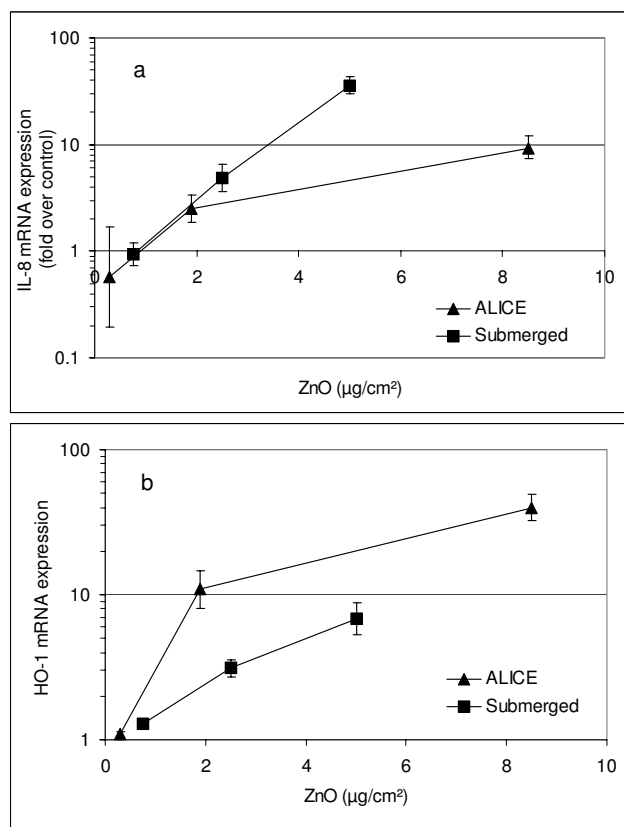 100
a
10
1
0.1
IL-8 mRNA expression
(fold over control)
0 2 4 6 8 10
ALICE
Submerged
ZnO (µg/cm²)
100
b
10
1
HO-1 mRNA expression
ALICE
Submerged
0 2 4 6 8 10
ZnO (µg/cm²)